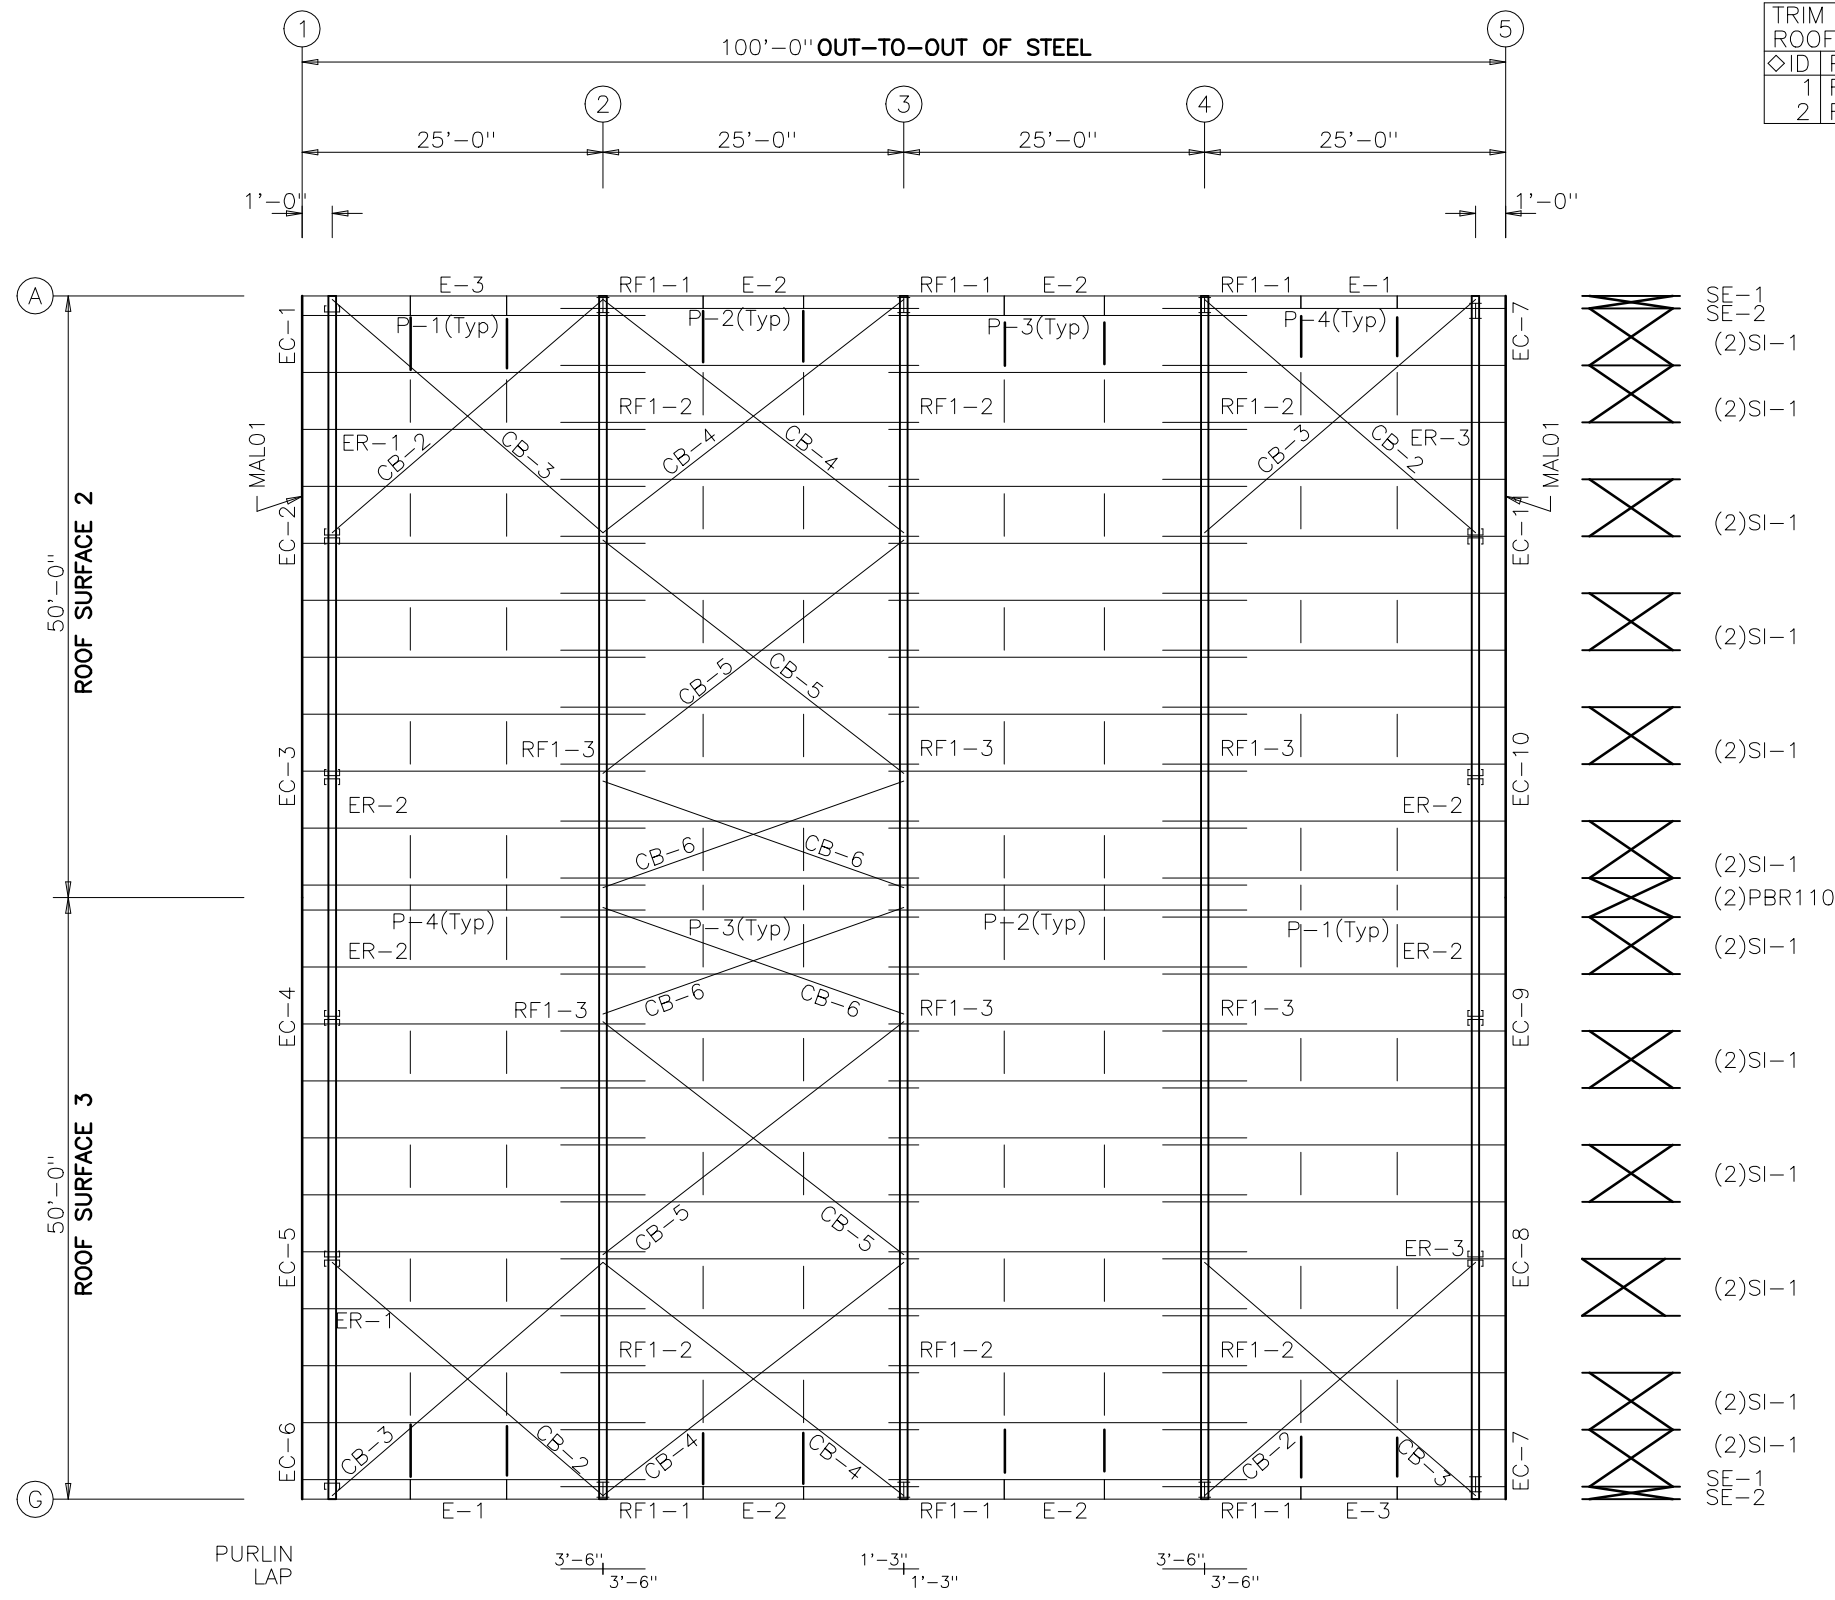 1
5
TRIM
ROOF
100'-0" OUT-TO-OUT OF STEEL
◇ID
1
2
2
3
4
25'-0"
25'-0"
25'-0"
25'-0"
1'-0"
1'-0"
A
E-3
RF1-1
E-2
RF1-1
E-2
RF1-1
E-1
SE-1
SE-2
EC-1
P-1(Typ)
P-2(Typ)
P-3(Typ)
P-4(Typ)
EC-7
(2)SI-1
RF1-2
RF1-2
RF1-2
(2)SI-1
MAL01
ER-1
CB-2
CB-3
CB-4
CB-4
CB-3
CB-2
ER-3
MAL01
EC-2
EC-11
(2)SI-1
50'-0"
ROOF SURFACE 2
(2)SI-1
CB-5
CB-5
EC-3
RF1-3
RF1-3
RF1-3
EC-10
(2)SI-1
ER-2
ER-2
CB-6
CB-6
(2)SI-1
(2)PBR110
P-4(Typ)
P-3(Typ)
P-2(Typ)
P-1(Typ)
ER-2
ER-2
(2)SI-1
CB-6
CB-6
EC-4
RF1-3
RF1-3
RF1-3
EC-9
(2)SI-1
50'-0"
ROOF SURFACE 3
(2)SI-1
CB-5
CB-5
EC-5
ER-3
EC-8
(2)SI-1
ER-1
RF1-2
RF1-2
RF1-2
(2)SI-1
EC-6
CB-3
CB-2
CB-4
CB-4
CB-2
CB-3
EC-7
(2)SI-1
SE-1
SE-2
G
E-1
RF1-1
E-2
RF1-1
E-2
RF1-1
E-3
PURLIN
LAP
3'-6"
3'-6"
1'-3"
1'-3"
3'-6"
3'-6"